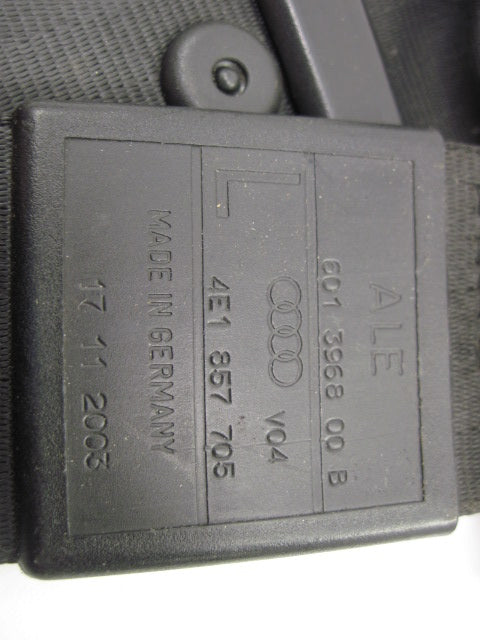 ALE
601 3968 00 B
L V04
4E1 857 705
MADE IN GERMANY
17 11 2003